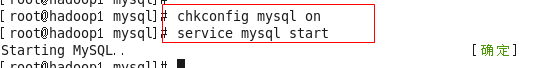 [root@hadoop1 mysql]# chkconfig mysql on
[root@hadoop1 mysql]# service mysql start
Starting MySQL.. [确定]
[root@hadoop1 mysql]#